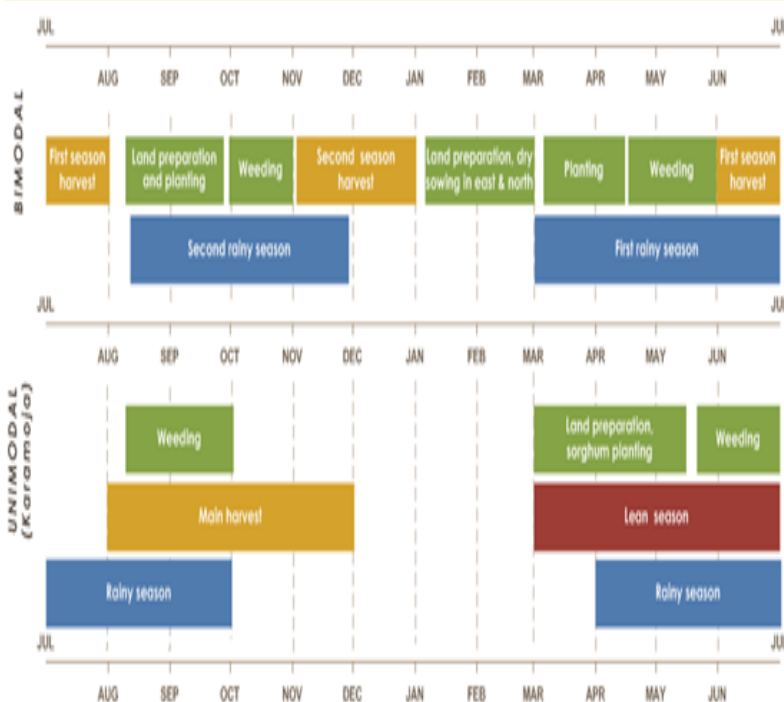 JUL JUL
AUG SEP OCT NOV DEC JAN FEB MAR APR MAY JUN
BIMODAL
First season
harvest
Land preparation
and planting
Weeding
Second season
harvest
Land preparation, dry
sowing in east & north
Planting
Weeding
First season
harvest
Second rainy season
First rainy season
JUL JUL
AUG SEP OCT NOV DEC JAN FEB MAR APR MAY JUN
UNIMODAL
(Karamoja)
Weeding
Land preparation,
sorghum planting
Weeding
Main harvest
Lean season
Rainy season
Rainy season
JUL JUL
AUG SEP OCT NOV DEC JAN FEB MAR APR MAY JUN